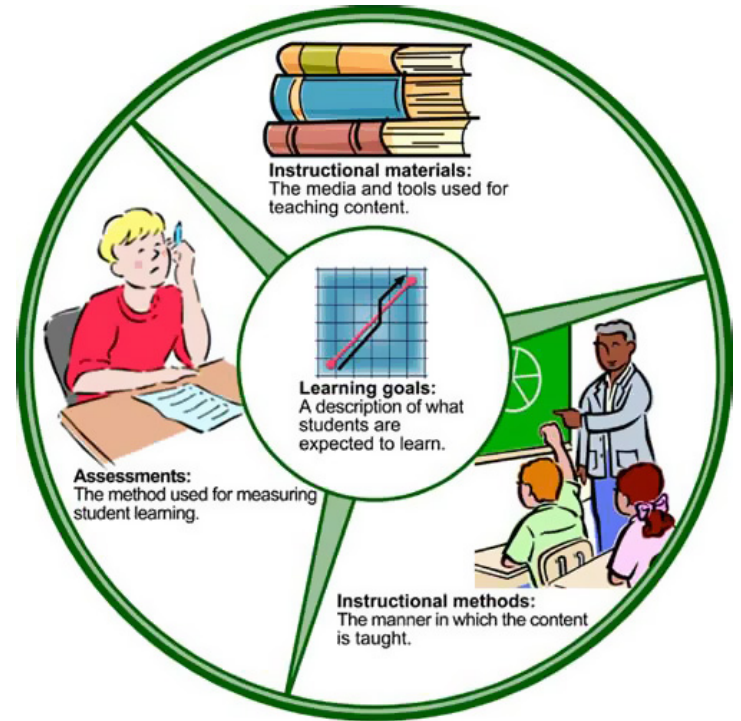 Instructional materials:
The media and tools used for
teaching content.
Learning goals:
A description of what
students are
expected to learn.
Assessments:
The method used for measuring
student learning.
Instructional methods:
The manner in which the content
is taught.